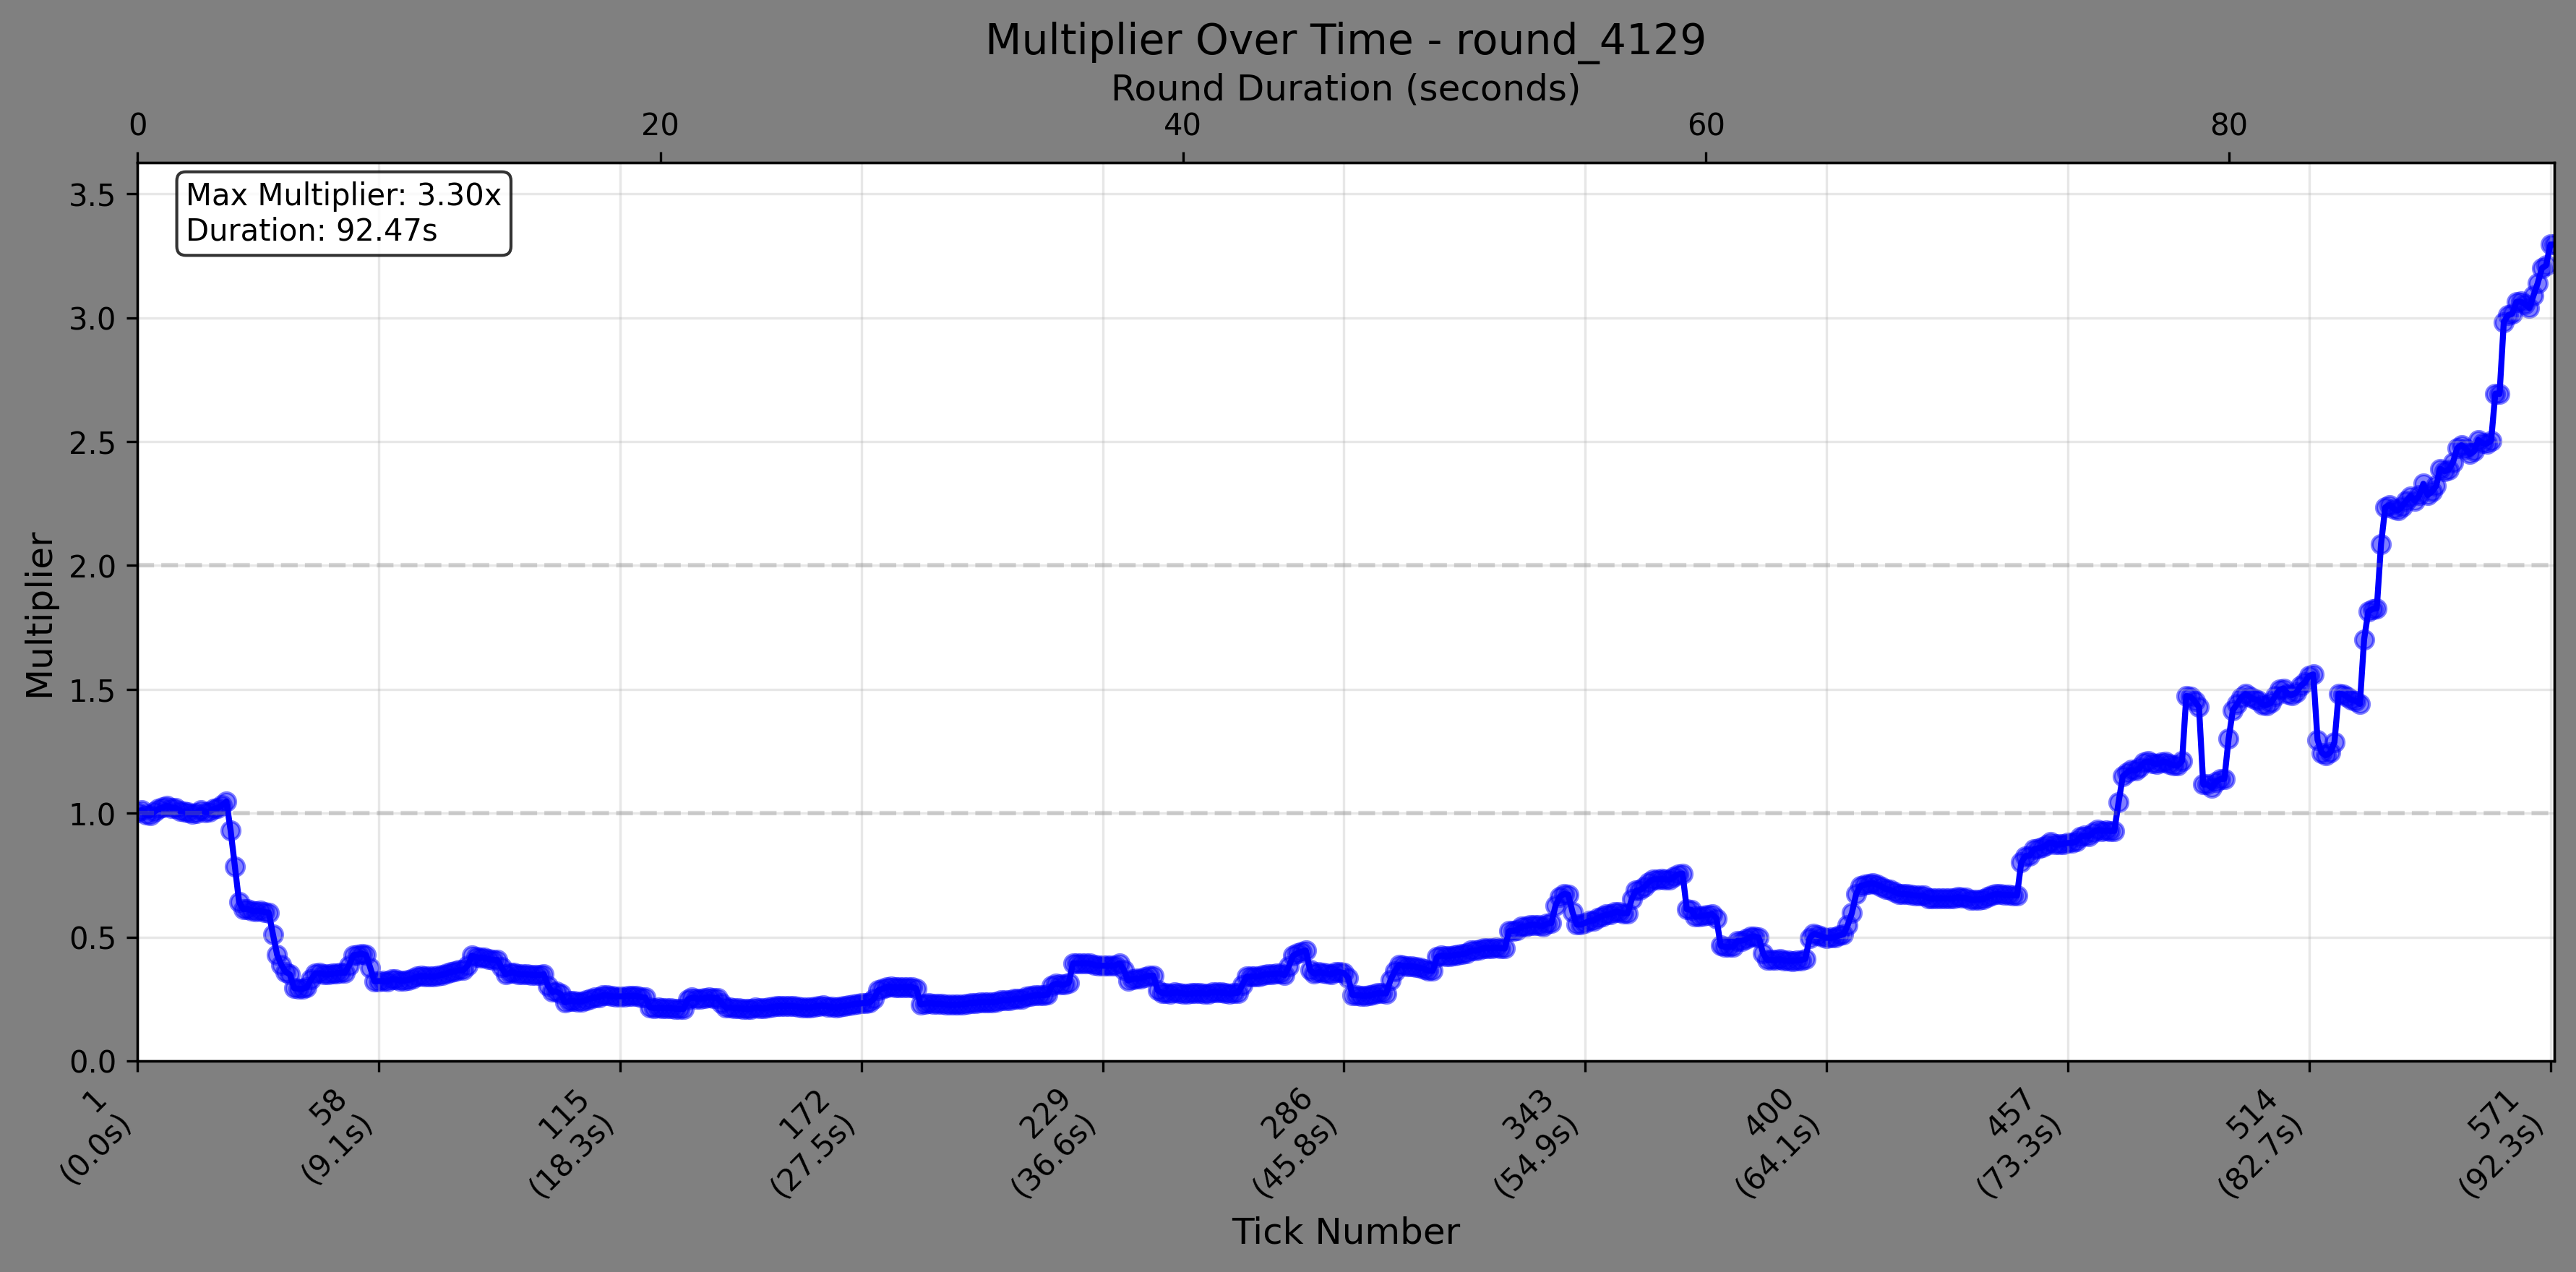 Multiplier Over Time - round_4129
Round Duration (seconds)
0 20 40 60 80
Max Multiplier: 3.30x
Duration: 92.47s
Multiplier
3.5
3.0
2.5
2.0
1.5
1.0
0.5
0.0
1
(0.0s)
58
(9.1s)
115
(18.3s)
172
(27.5s)
229
(36.6s)
286
(45.8s)
343
(54.9s)
400
(64.1s)
457
(73.3s)
514
(82.7s)
571
(92.3s)
Tick Number